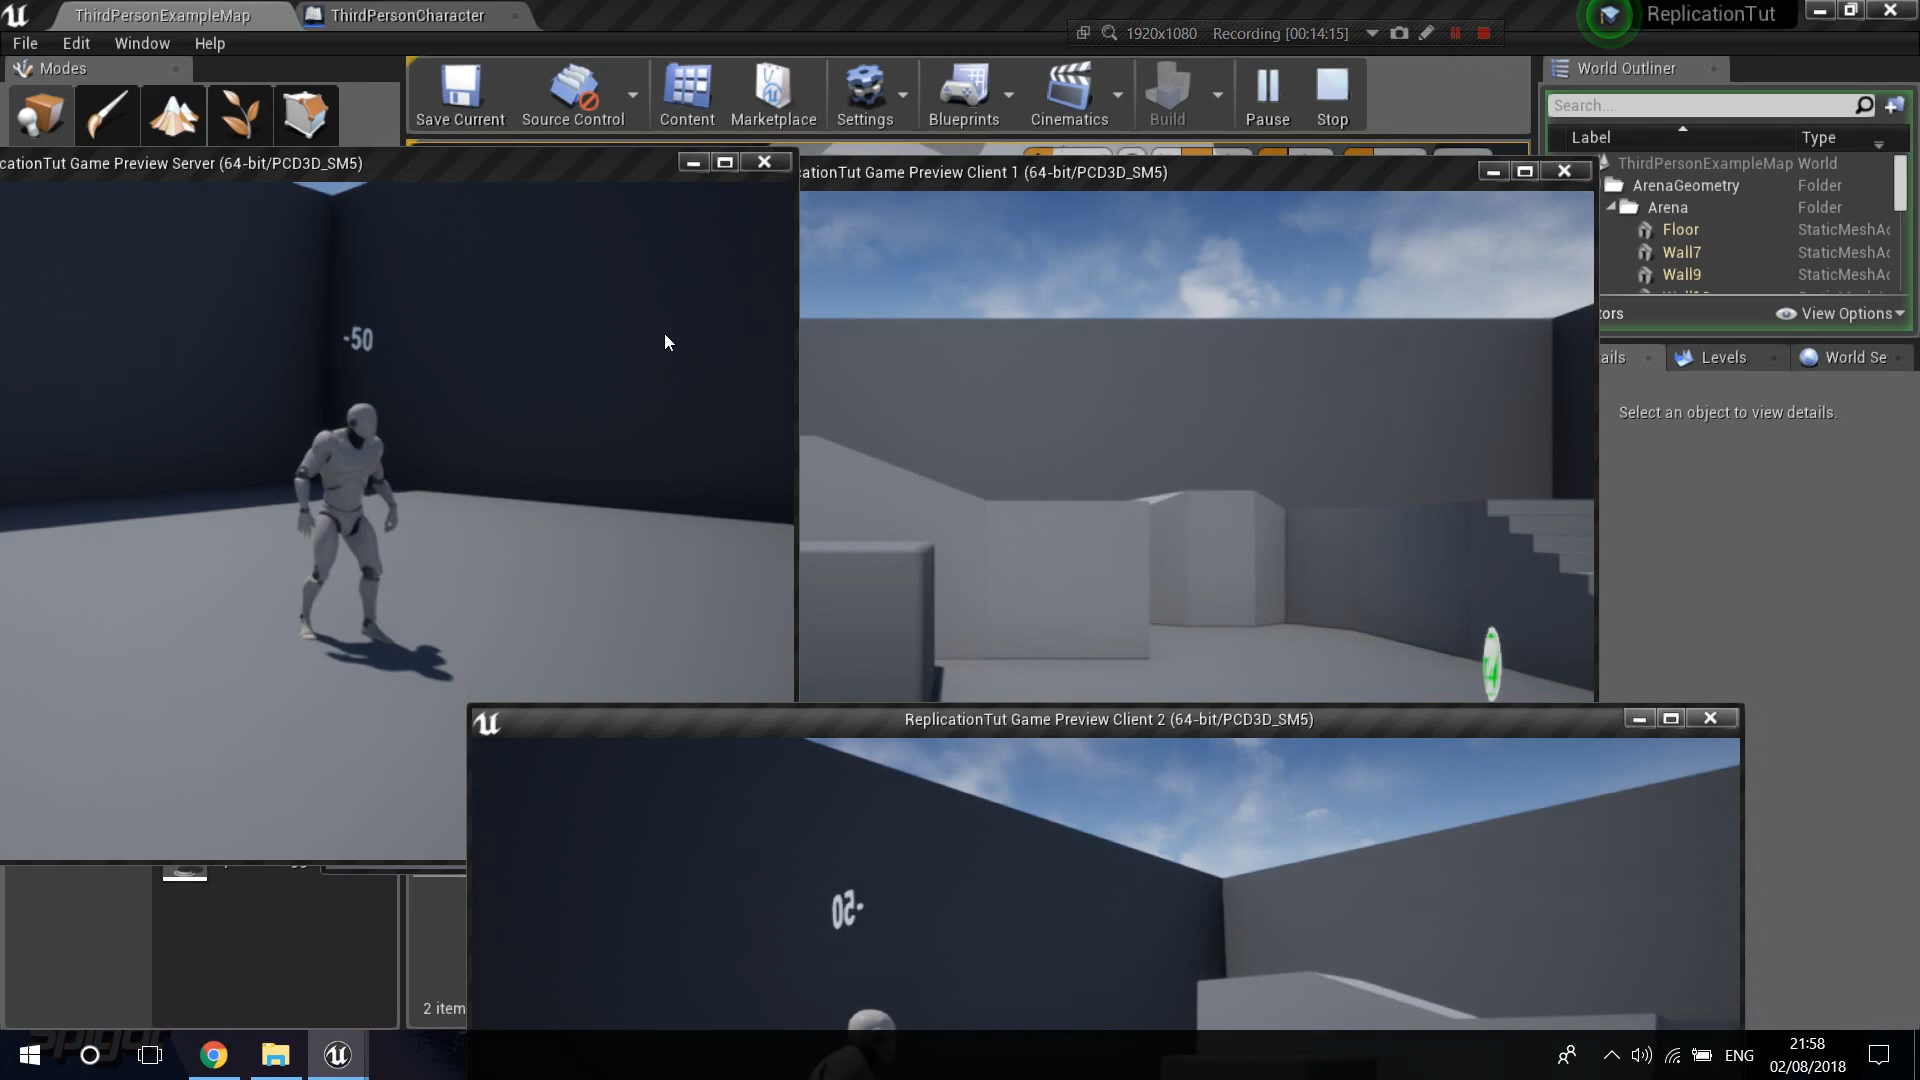 ThirdPersonExampleMap
ThirdPersonCharacter
1920x1080 Recording [00:14:15]
ReplicationTut
File Edit Window Help
Modes
Save Current
Source Control
Content
Marketplace
Settings
Blueprints
Cinematics
Build
Pause
Stop
World Outliner
Search...
Label Type
ThirdPersonExampleMap World
ArenaGeometry Folder
Arena Folder
Floor StaticMeshAc
Wall7 StaticMeshAc
Wall9 StaticMeshAc
tors View Options
ails Levels World Se
Select an object to view details.
cationTut Game Preview Server (64-bit/PCD3D_SM5)
-50
cationTut Game Preview Client 1 (64-bit/PCD3D_SM5)
ReplicationTut Game Preview Client 2 (64-bit/PCD3D_SM5)
-50
2 item
ENG
21:58
02/08/2018